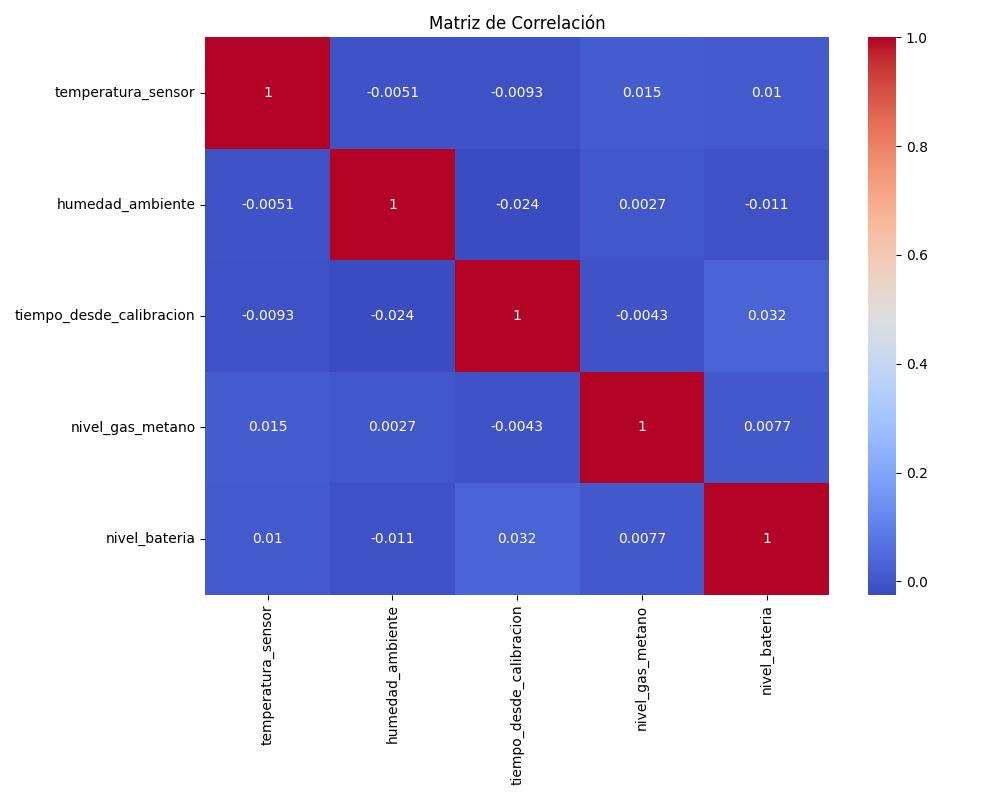 Matriz de Correlación
temperatura_sensor 1 -0.0051 -0.0093 0.015 0.01
humedad_ambiente -0.0051 1 -0.024 0.0027 -0.011
tiempo_desde_calibracion -0.0093 -0.024 1 -0.0043 0.032
nivel_gas_metano 0.015 0.0027 -0.0043 1 0.0077
nivel_bateria 0.01 -0.011 0.032 0.0077 1
temperatura_sensor
humedad_ambiente
tiempo_desde_calibracion
nivel_gas_metano
nivel_bateria
1.0
0.8
0.6
0.4
0.2
0.0